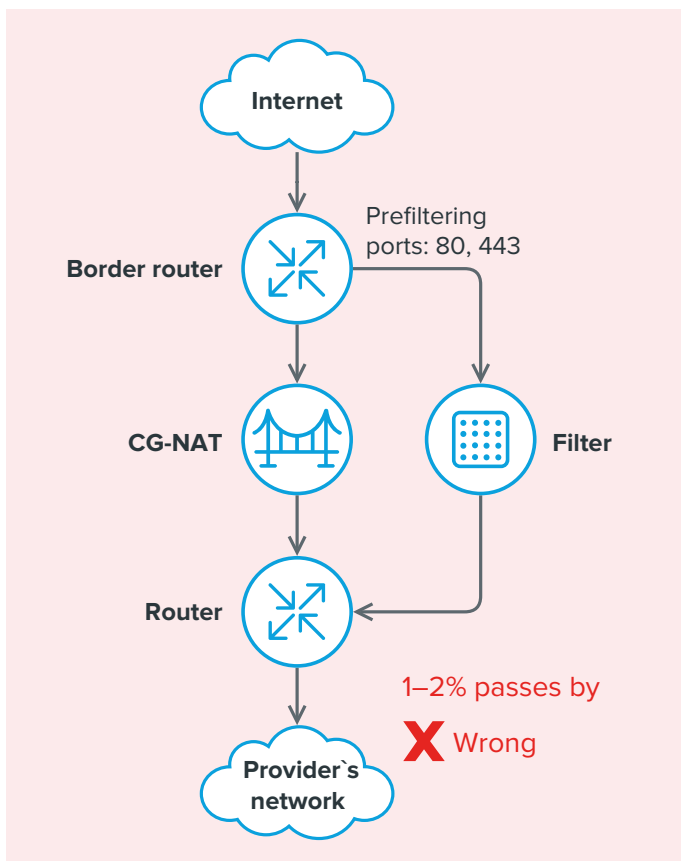 Internet
Prefiltering
ports: 80, 443
Border router
CG-NAT
Filter
Router
1–2% passes by
X Wrong
Provider`s
network